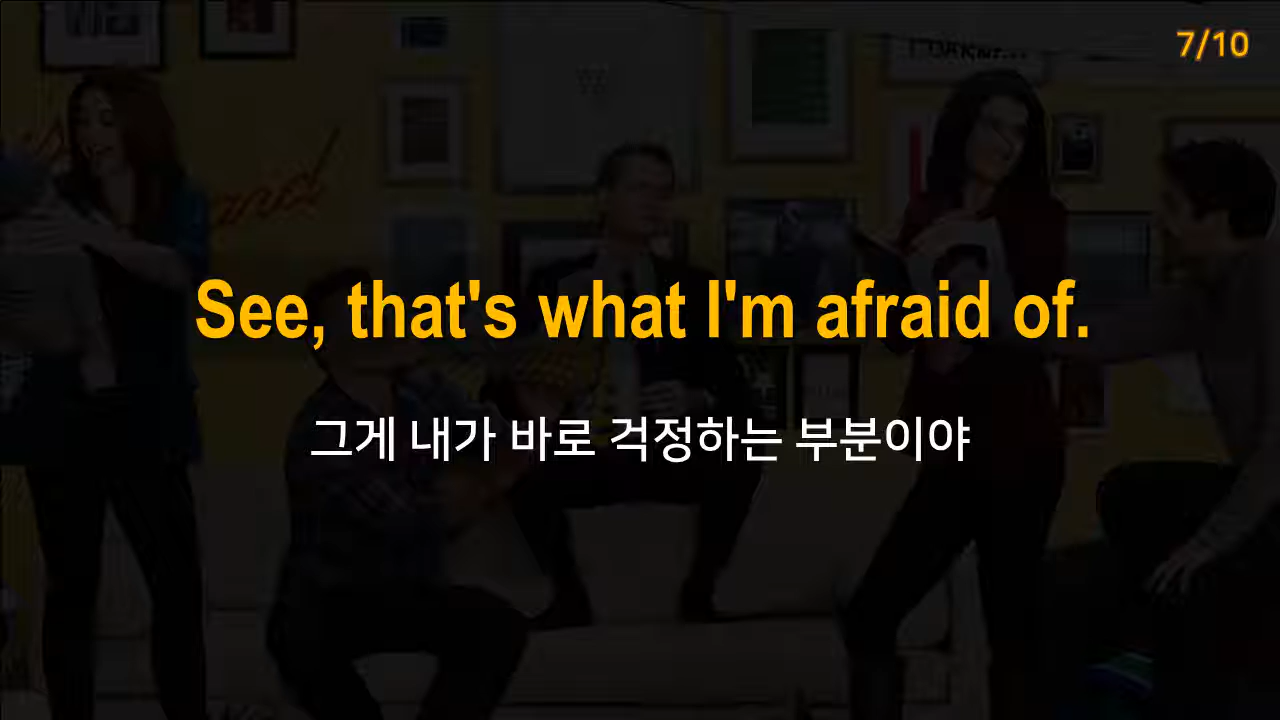 7/10
See, that's what I'm afraid of.
그게 내가 바로 걱정하는 부분이야